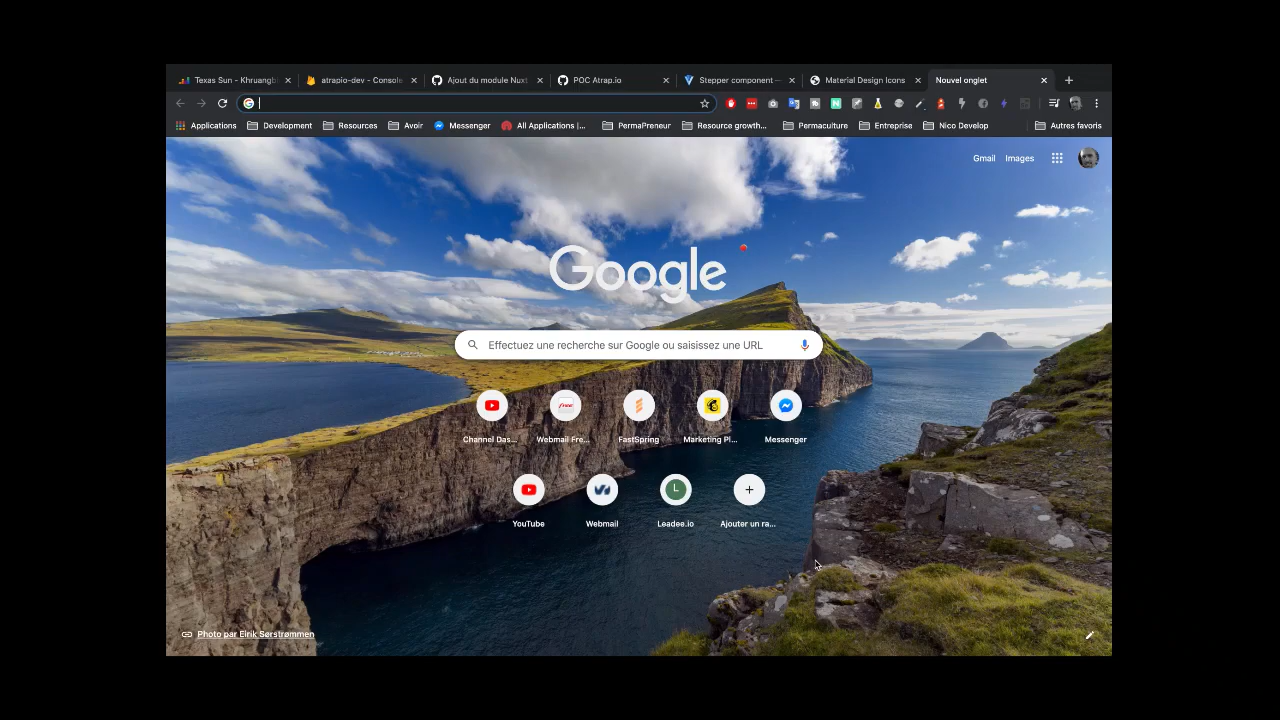 Texas Sun - Khruangbi
atrapio-dev - Console
Ajout du module Nuxt
POC Atrap.io
Stepper component —
Material Design Icons
Nouvel onglet
Applications
Development
Resources
Avoir
Messenger
All Applications |...
PermaPreneur
Resource growth...
Permaculture
Entreprise
Nico Develop
Autres favoris
Gmail
Images
Google
Effectuez une recherche sur Google ou saisissez une URL
Channel Das...
Webmail Fre...
FastSpring
Marketing Pl...
Messenger
YouTube
Webmail
Leadee.io
Ajouter un ra...
Photo par Eirik Sørstrømmen